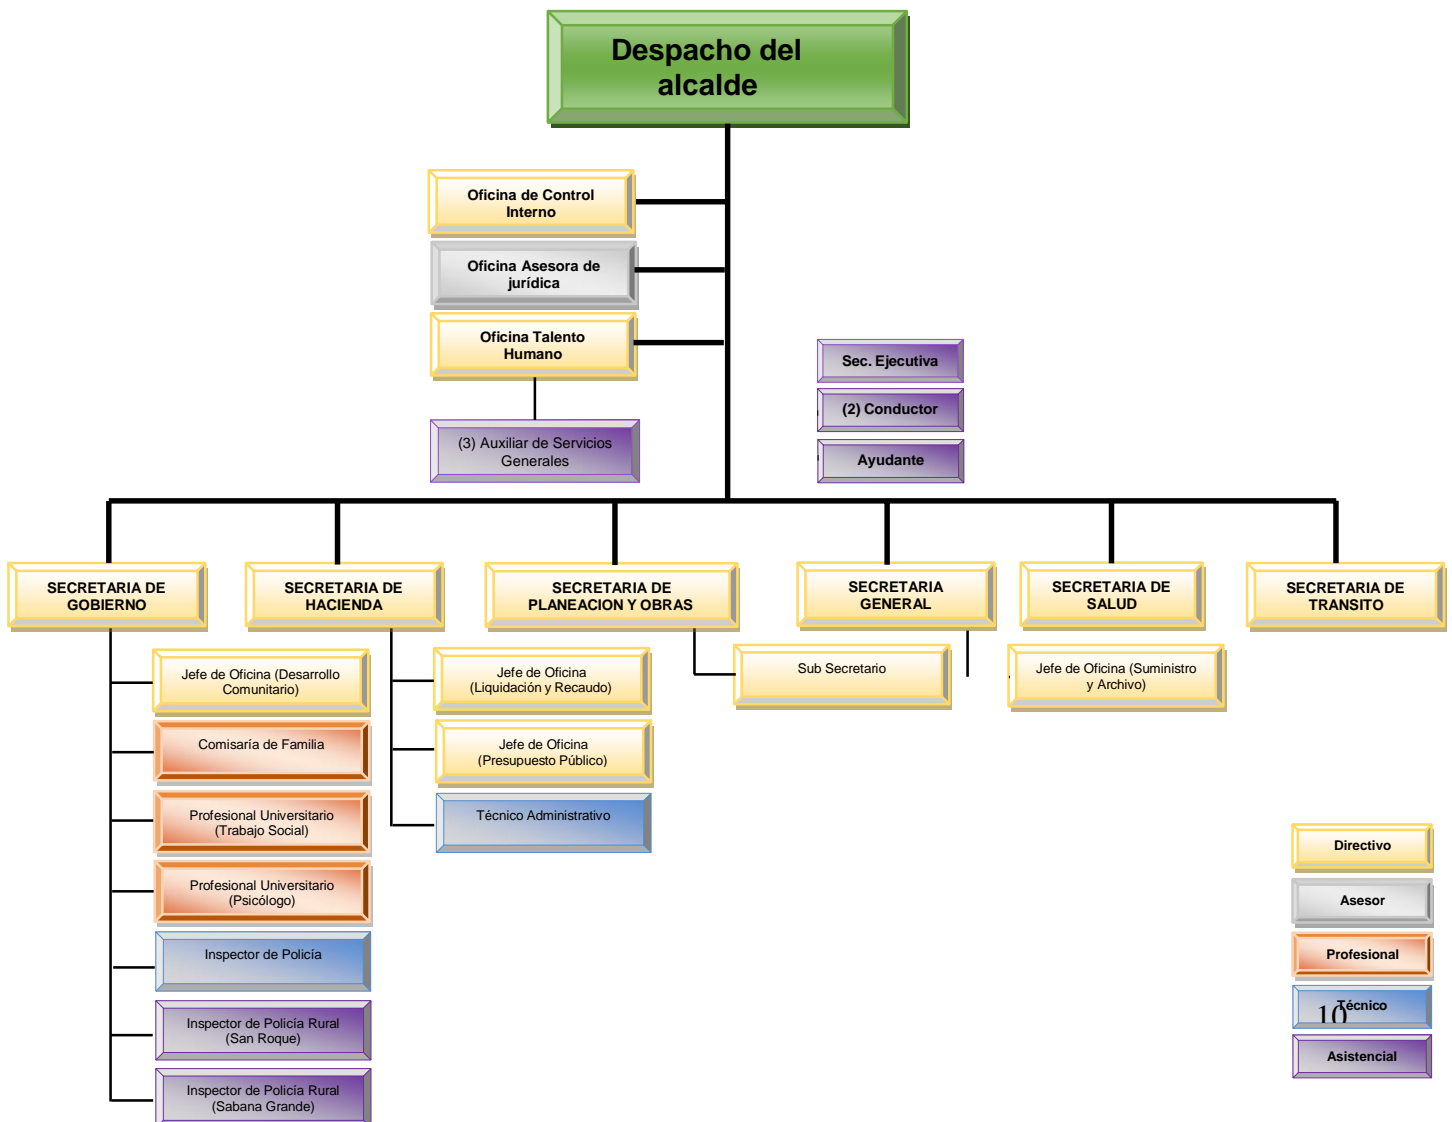 Despacho del
alcalde
Oficina de Control
Interno
Oficina Asesora de
jurídica
Oficina Talento
Humano
(3) Auxiliar de Servicios
Generales
Sec. Ejecutiva
(2) Conductor
Ayudante
SECRETARIA DE
GOBIERNO
SECRETARIA DE
HACIENDA
SECRETARIA DE
PLANEACION Y OBRAS
SECRETARIA
GENERAL
SECRETARIA DE
SALUD
SECRETARIA DE
TRANSITO
Jefe de Oficina (Desarrollo
Comunitario)
Comisaría de Familia
Profesional Universitario
(Trabajo Social)
Profesional Universitario
(Psicólogo)
Inspector de Policía
Inspector de Policía Rural
(San Roque)
Inspector de Policía Rural
(Sabana Grande)
Jefe de Oficina
(Liquidación y Recaudo)
Jefe de Oficina
(Presupuesto Público)
Técnico Administrativo
Sub Secretario
Jefe de Oficina (Suministro
y Archivo)
Directivo
Asesor
Profesional
Técnico
10
Asistencial